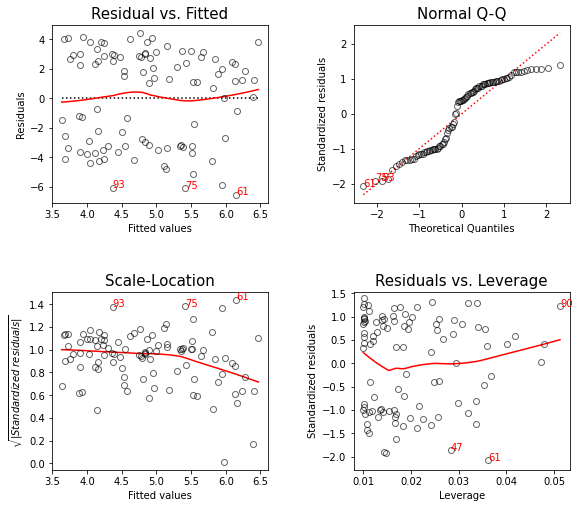 Residual vs. Fitted
Normal Q-Q
Residuals
4
2
0
−2
−4
−6
93
75
61
3.5 4.0 4.5 5.0 5.5 6.0 6.5
Fitted values
Standardized residuals
2
1
0
−1
−2
61
−2 −1 0 1 2
Theoretical Quantiles
Scale-Location
Residuals vs. Leverage
√|Standardized residuals|
1.4
1.2
1.0
0.8
0.6
0.4
0.2
0.0
93
75
61
3.5 4.0 4.5 5.0 5.5 6.0 6.5
Fitted values
Standardized residuals
1.5
1.0
0.5
0.0
−0.5
−1.0
−1.5
−2.0
90
47
61
0.01 0.02 0.03 0.04 0.05
Leverage